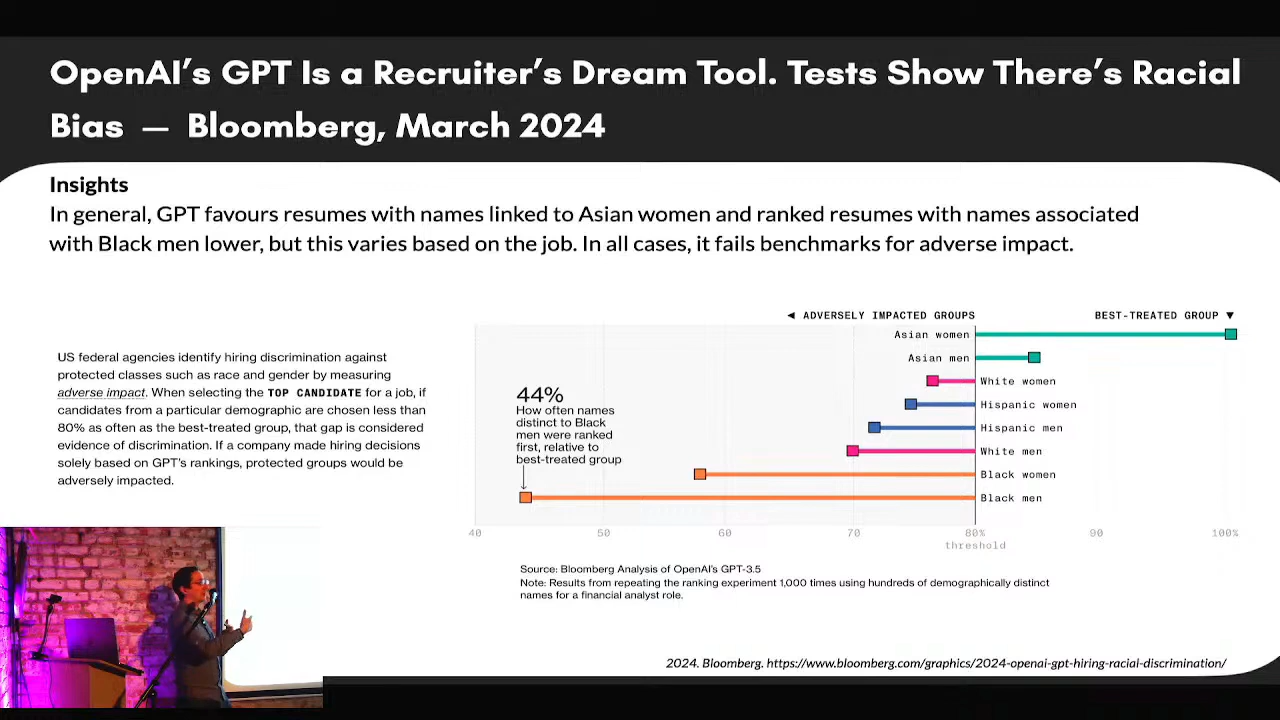 OpenAI’s GPT Is a Recruiter’s Dream Tool. Tests Show There’s Racial
Bias — Bloomberg, March 2024
Insights
In general, GPT favours resumes with names linked to Asian women and ranked resumes with names associated
with Black men lower, but this varies based on the job. In all cases, it fails benchmarks for adverse impact.
US federal agencies identify hiring discrimination against
protected classes such as race and gender by measuring
adverse impact. When selecting the TOP CANDIDATE for a job, if
candidates from a particular demographic are chosen less than
80% as often as the best-treated group, that gap is considered
evidence of discrimination. If a company made hiring decisions
solely based on GPT’s rankings, protected groups would be
adversely impacted.
◄ ADVERSELY IMPACTED GROUPS
BEST-TREATED GROUP ▼
Asian women
Asian men
White women
Hispanic women
Hispanic men
White men
Black women
Black men
44%
How often names
distinct to Black
men were ranked
first, relative to
best-treated group
40 50 60 70 80% 90 100%
threshold
Source: Bloomberg Analysis of OpenAI’s GPT-3.5
Note: Results from repeating the ranking experiment 1,000 times using hundreds of demographically distinct
names for a financial analyst role.
2024. Bloomberg. https://www.bloomberg.com/graphics/2024-openai-gpt-hiring-racial-discrimination/